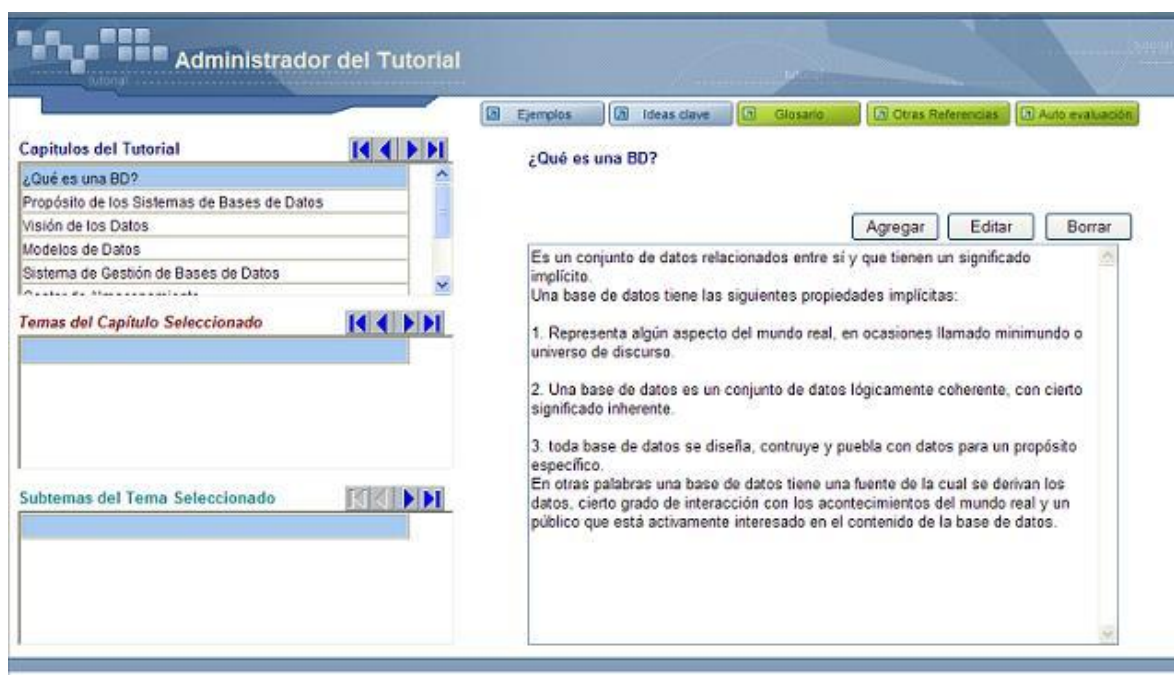 Administrador del Tutorial
tutorial
Ejemplos
Ideas clave
Glosario
Otras Referencias
Auto evaluación
Capitulos del Tutorial
¿Qué es una BD?
Propósito de los Sistemas de Bases de Datos
Visión de los Datos
Modelos de Datos
Sistema de Gestión de Bases de Datos
Temas del Capítulo Seleccionado
Subtemas del Tema Seleccionado
¿Qué es una BD?
Agregar
Editar
Borrar
Es un conjunto de datos relacionados entre sí y que tienen un significado
implícito.
Una base de datos tiene las siguientes propiedades implícitas:
1. Representa algún aspecto del mundo real, en ocasiones llamado minimundo o
universo de discurso.
2. Una base de datos es un conjunto de datos lógicamente coherente, con cierto
significado inherente.
3. toda base de datos se diseña, contruye y puebla con datos para un propósito
específico.
En otras palabras una base de datos tiene una fuente de la cual se derivan los
datos, cierto grado de interacción con los acontecimientos del mundo real y un
público que está activamente interesado en el contenido de la base de datos.